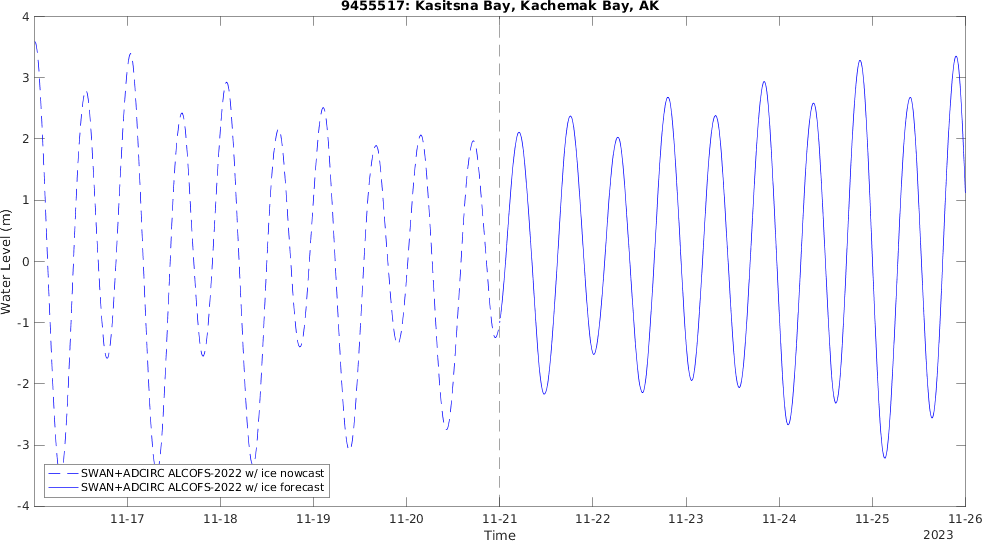 9455517: Kasitsna Bay, Kachemak Bay, AK
4
3
2
1
0
-1
-2
-3
-4
Water Level (m)
SWAN+ADCIRC ALCOFS-2022 w/ ice nowcast
SWAN+ADCIRC ALCOFS-2022 w/ ice forecast
11-17 11-18 11-19 11-20 11-21 11-22 11-23 11-24 11-25 11-26
Time
2023